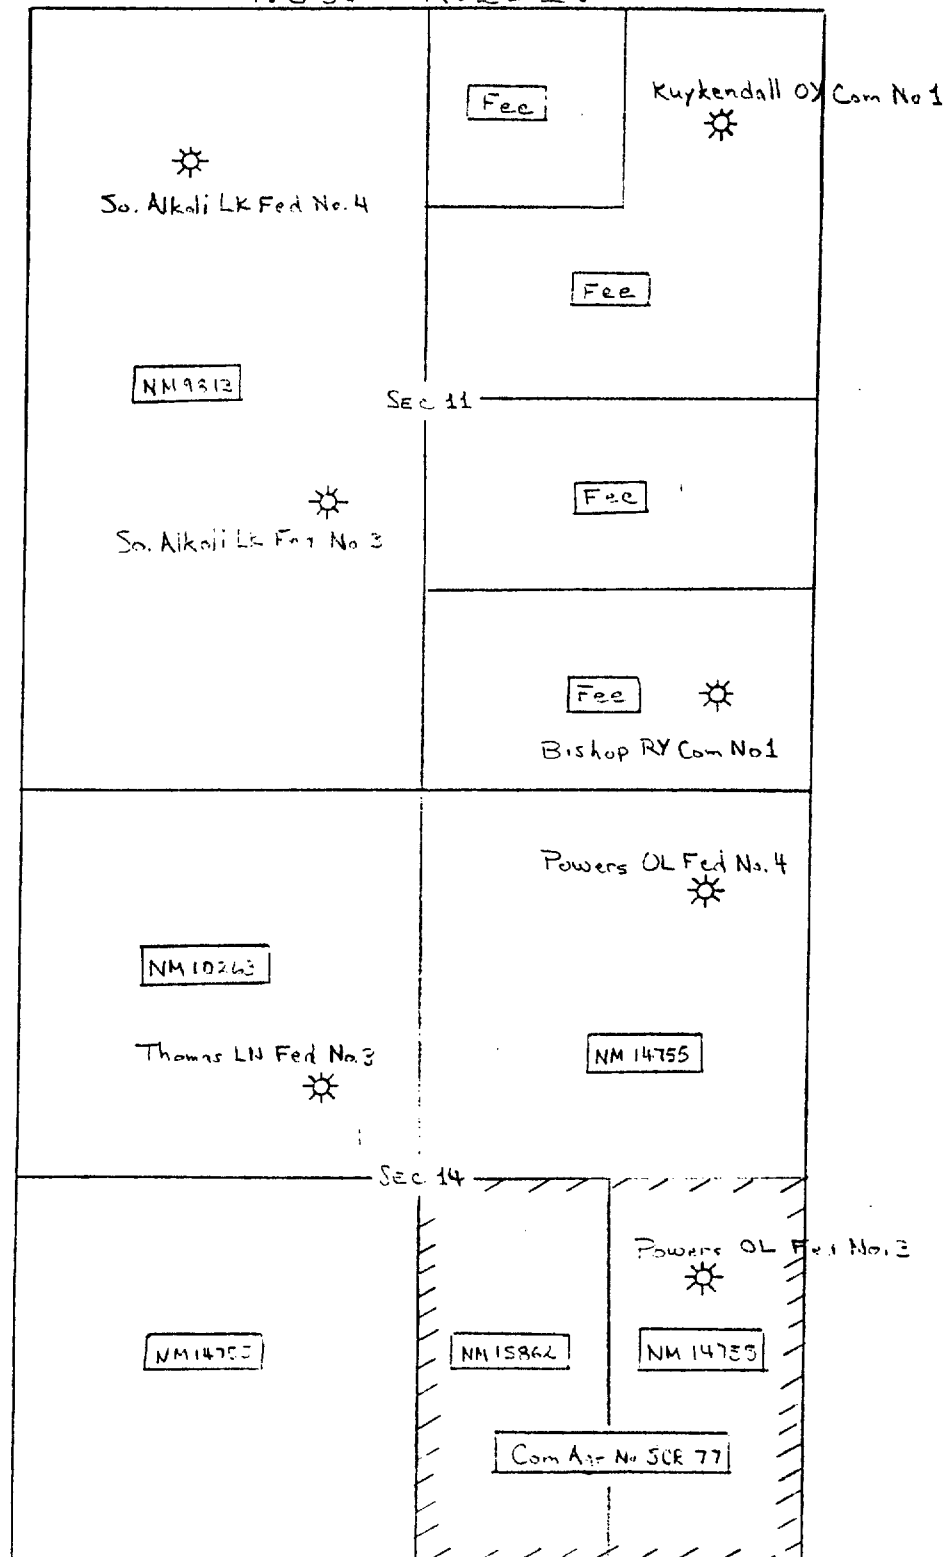 Fee
Kuykendall OY Com No 1
So. Alkali LK Fed No. 4
Fee
NM 9312
SEC 11
Fee
So. Alkali Lk No 3
Fee
Bishop RY Com No 1
Powers OL Fed No. 4
NM 10263
Thomas LN Fed No. 3
NM 14755
SEC 14
Powers OL Fed No. 3
NM 15862
NM 14755
Com Agr No SCR 77